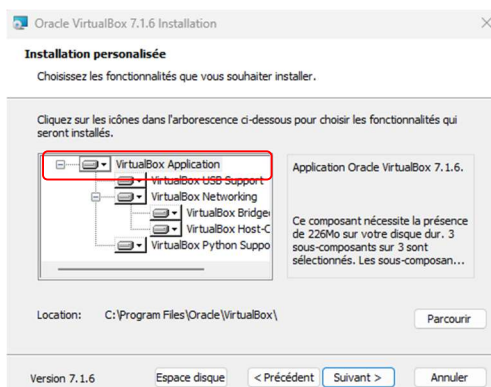 Oracle VirtualBox 7.1.6 Installation
Installation personalisée
Choisissez les fonctionnalités que vous souhaiter installer.
Cliquez sur les icônes dans l'arborescence ci-dessous pour choisir les fonctionnalités qui
seront installés.
VirtualBox Application
VirtualBox USB Support
VirtualBox Networking
VirtualBox Bridge
VirtualBox Host-C
VirtualBox Python Suppo
Application Oracle VirtualBox 7.1.6.
Ce composant nécessite la présence
de 226Mo sur votre disque dur. 3
sous-composants sur 3 sont
sélectionnés. Les sous-composan...
Location: C:\Program Files\Oracle\VirtualBox\
Parcourir
Version 7.1.6
Espace disque
< Précédent
Suivant >
Annuler